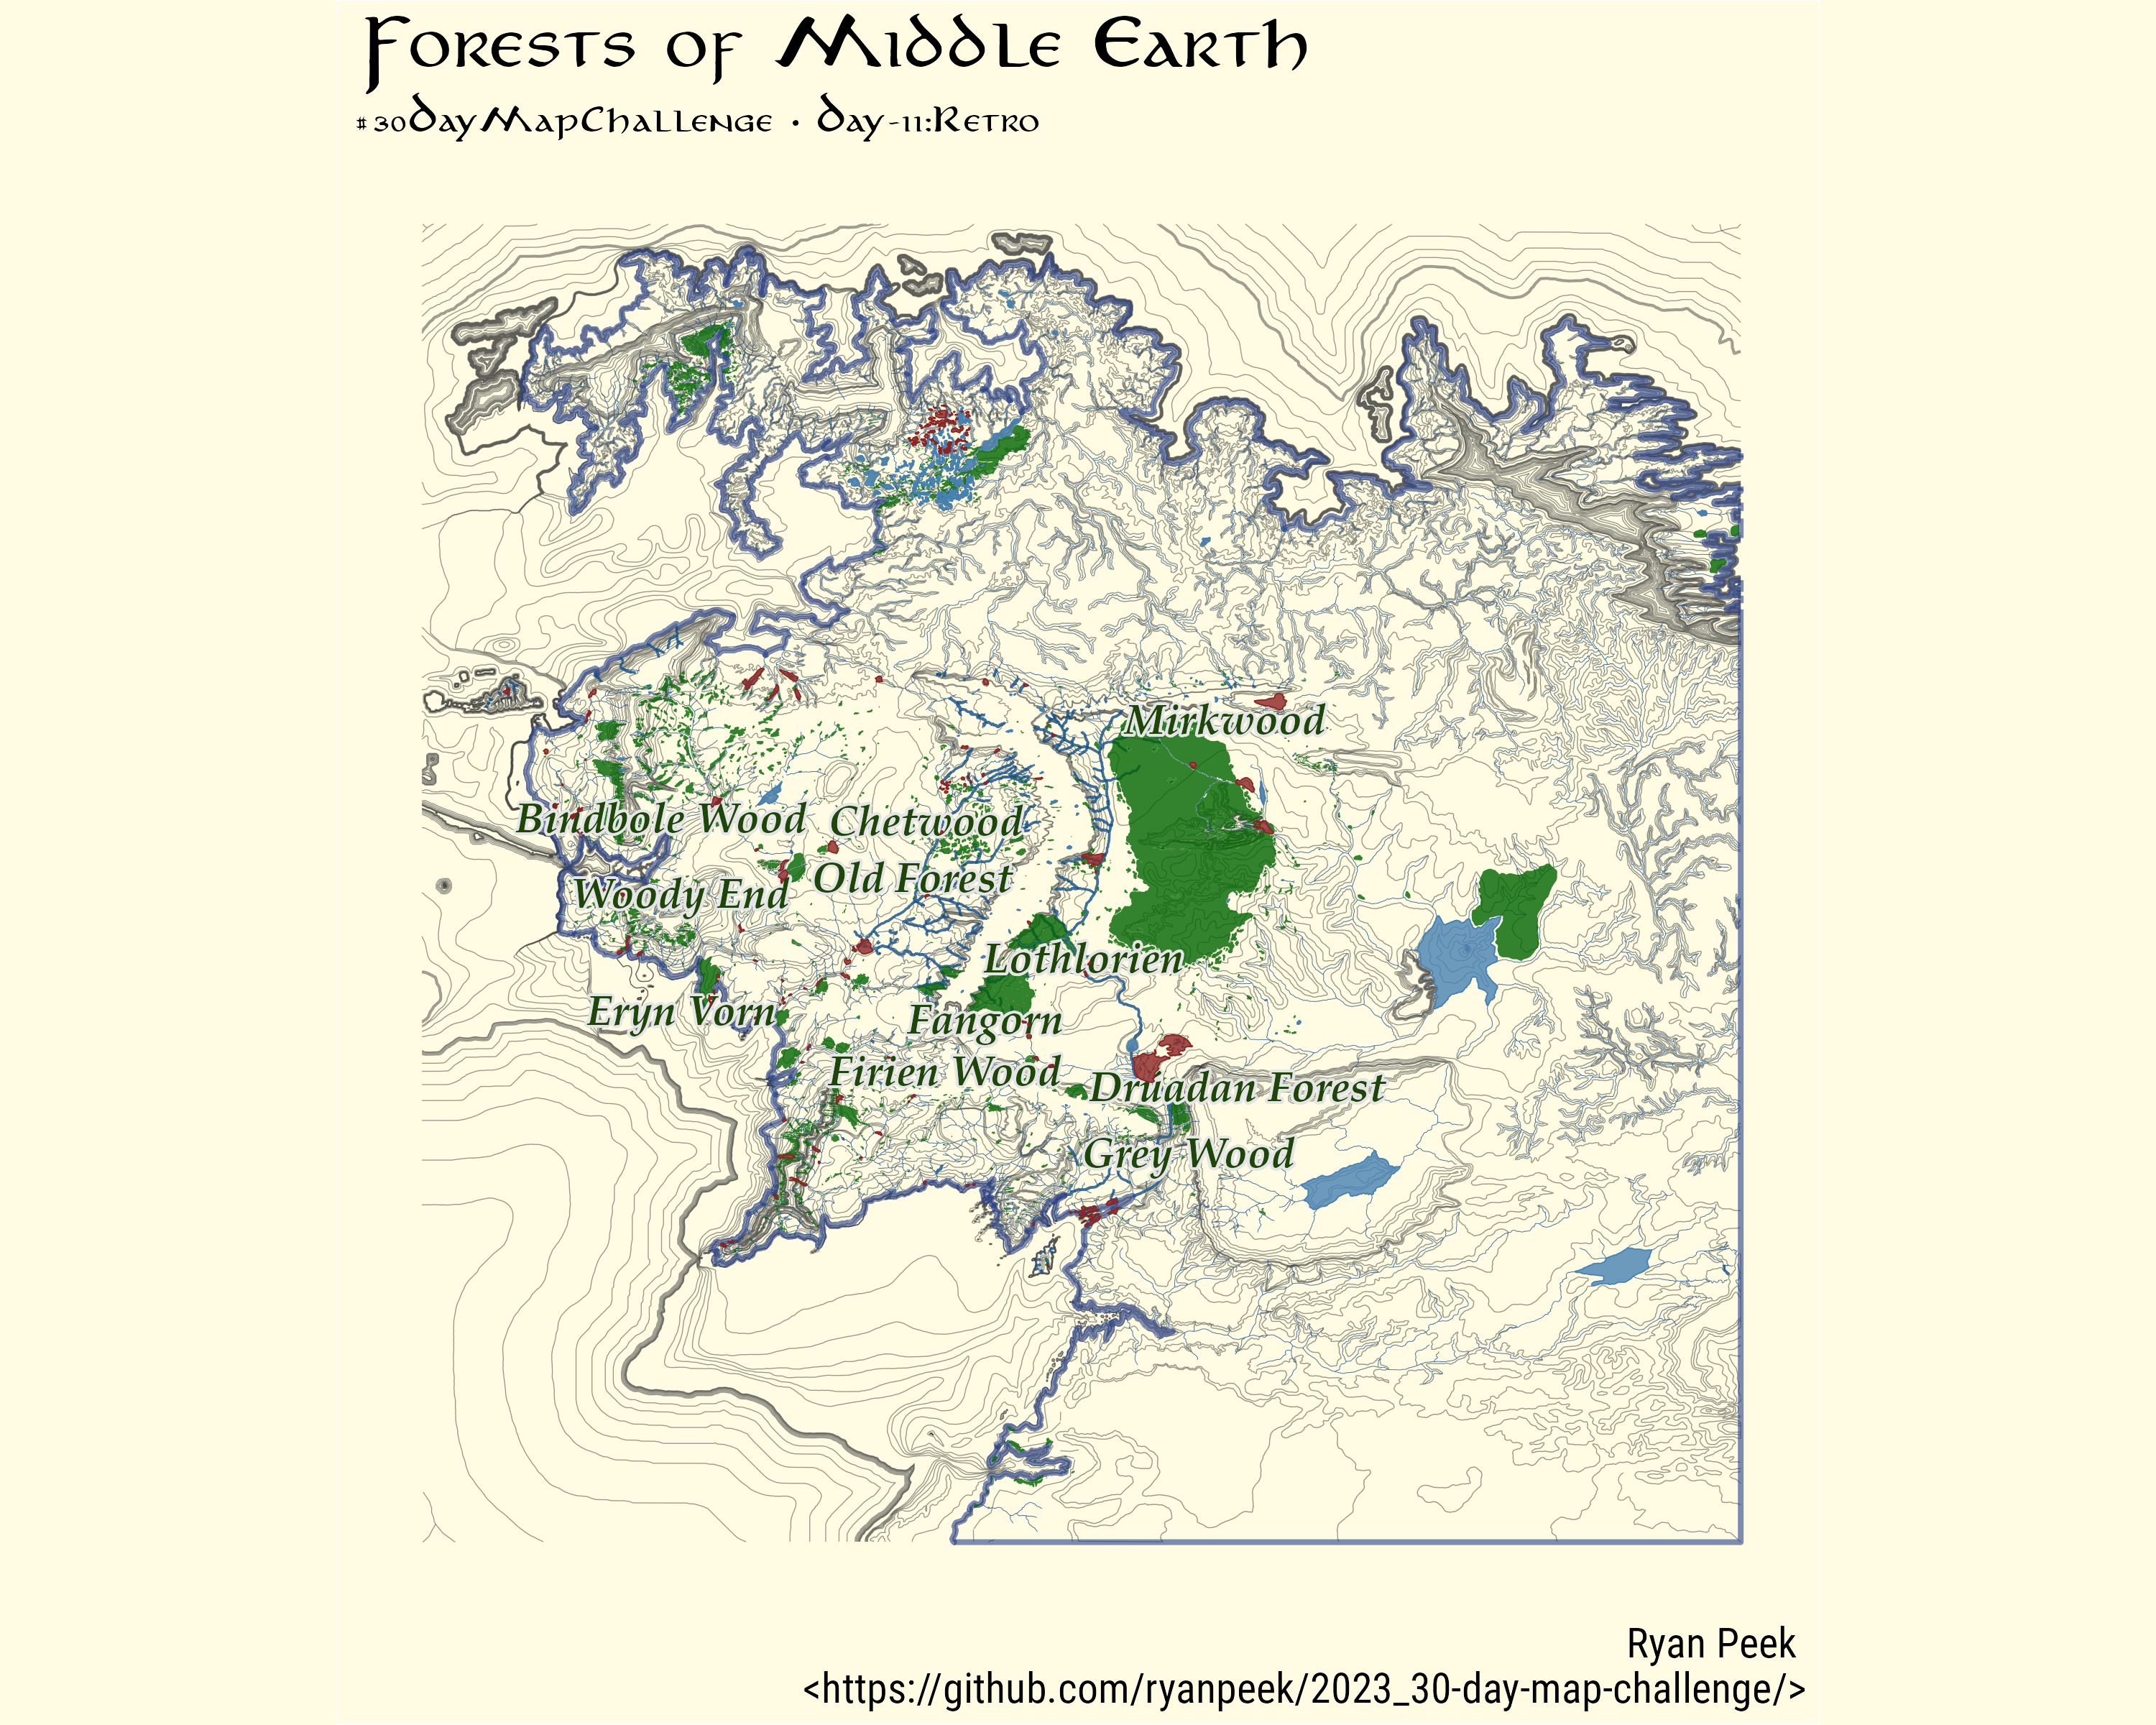 Forests of Middle Earth
#30DayMapChallenge • Day-11:Retro
Mirkwood
Bindbole Wood
Chetwood
Old Forest
Woody End
Lothlorien
Eryn Vorn
Fangorn
Firien Wood
Drúadan Forest
Grey Wood
Ryan Peek
<https://github.com/ryanpeek/2023_30-day-map-challenge/>